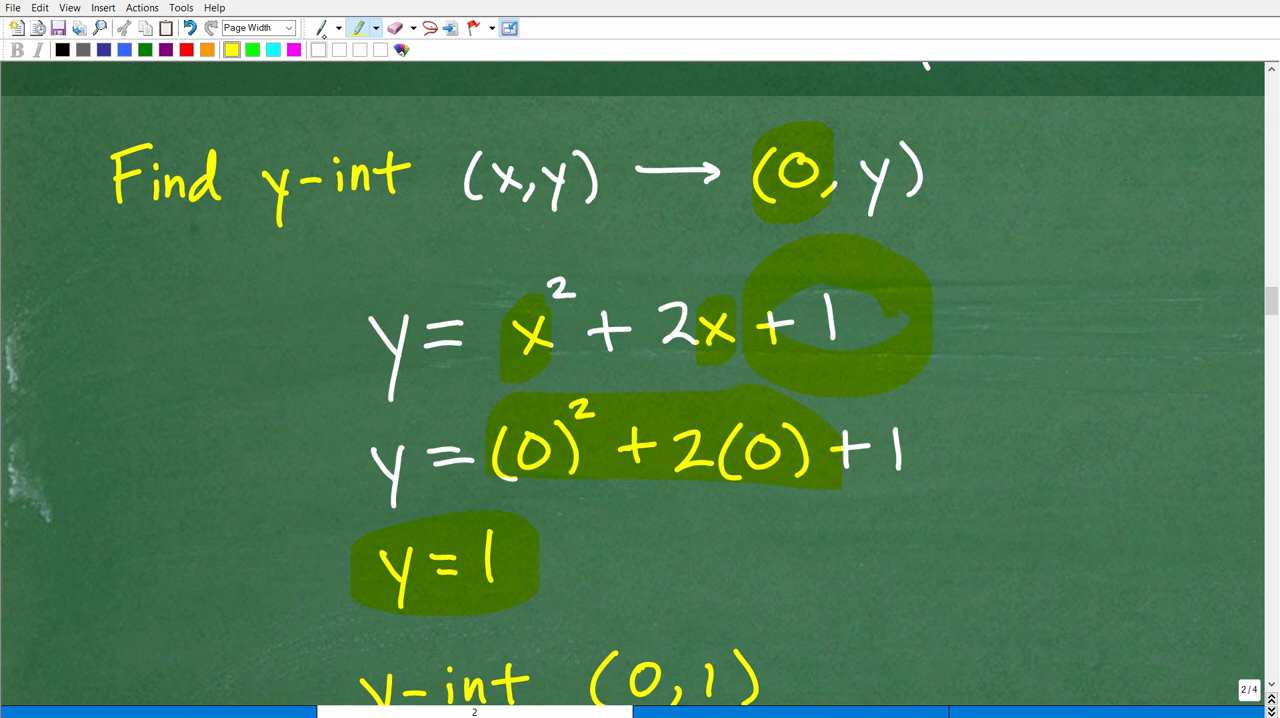 File Edit View Insert Actions Tools Help
Page Width
B I
Find y-int (x,y) → (0, y)
y = x² + 2x + 1
y = (0)² + 2(0) + 1
y = 1
y-int (0,1)
2/4
2